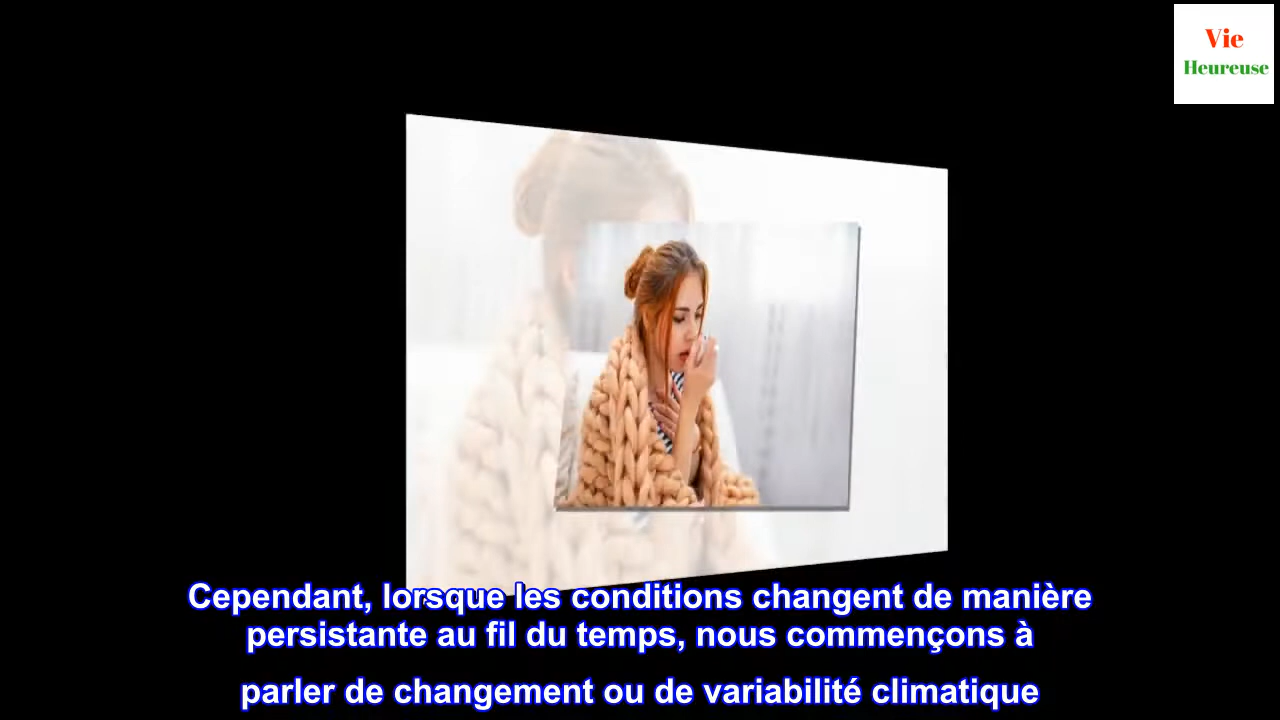 Vie
Heureuse
Cependant, lorsque les conditions changent de manière
persistante au fil du temps, nous commençons à
parler de changement ou de variabilité climatique